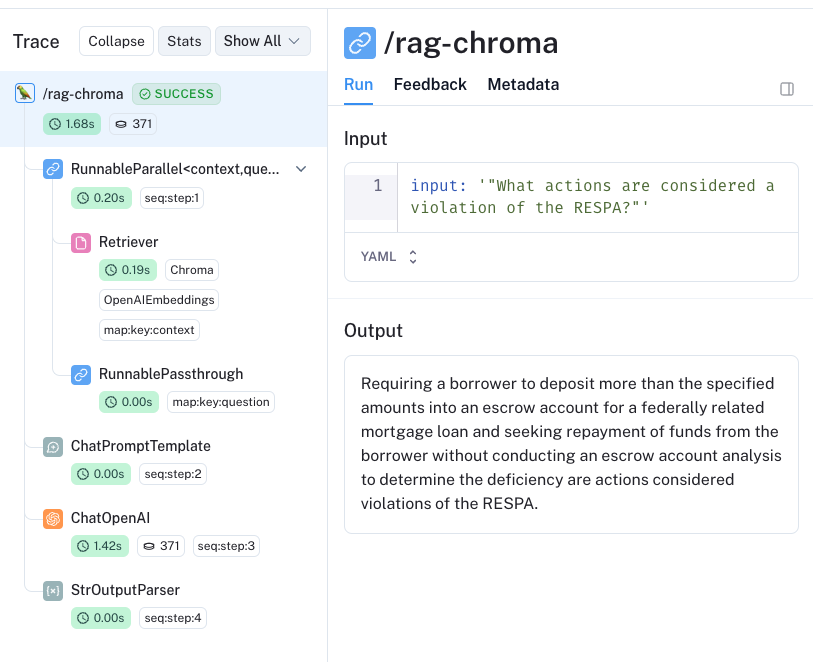 Trace
Collapse
Stats
Show All
/rag-chroma
SUCCESS
1.68s
371
RunnableParallel<context,que...
0.20s
seq:step:1
Retriever
0.19s
Chroma
OpenAIEmbeddings
map:key:context
RunnablePassthrough
0.00s
map:key:question
ChatPromptTemplate
0.00s
seq:step:2
ChatOpenAI
1.42s
371
seq:step:3
StrOutputParser
0.00s
seq:step:4
/rag-chroma
Run
Feedback
Metadata
Input
1
input: '"What actions are considered a
violation of the RESPA?"'
YAML
Output
Requiring a borrower to deposit more than the specified
amounts into an escrow account for a federally related
mortgage loan and seeking repayment of funds from the
borrower without conducting an escrow account analysis
to determine the deficiency are actions considered
violations of the RESPA.